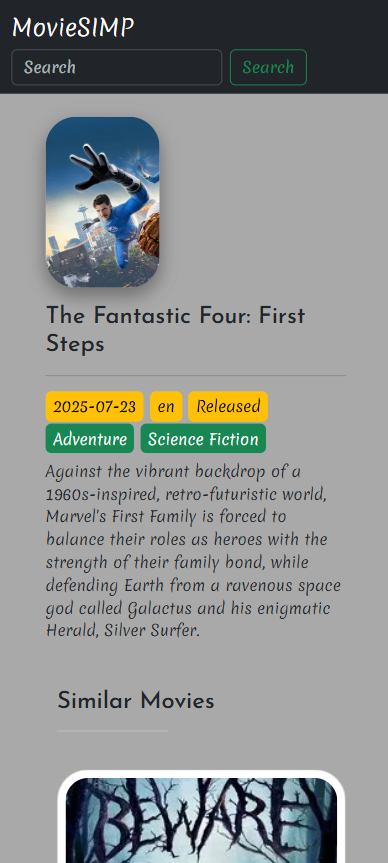 MovieSIMP
Search
Search
The Fantastic Four: First
Steps
2025-07-23 en Released
Adventure Science Fiction
Against the vibrant backdrop of a
1960s-inspired, retro-futuristic world,
Marvel's First Family is forced to
balance their roles as heroes with the
strength of their family bond, while
defending Earth from a ravenous space
god called Galactus and his enigmatic
Herald, Silver Surfer.
Similar Movies
BEWARE